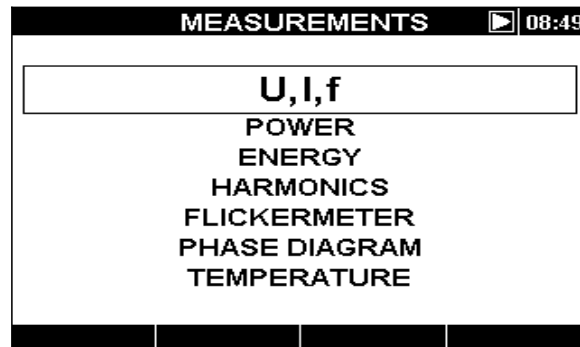 MEASUREMENTS 08:49
U,I,f
POWER
ENERGY
HARMONICS
FLICKERMETER
PHASE DIAGRAM
TEMPERATURE